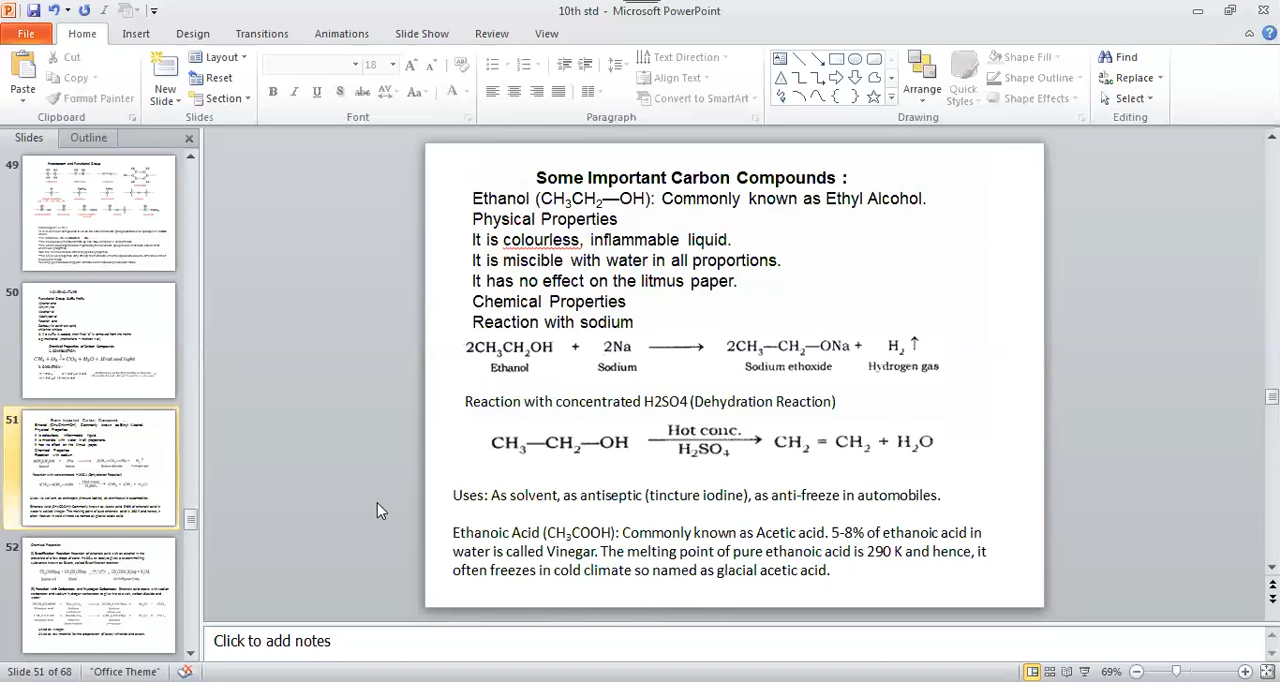 10th std - Microsoft PowerPoint
File Home Insert Design Transitions Animations Slide Show Review View
Paste Cut Copy Format Painter Clipboard
New Slide Layout Reset Section Slides
18 Font
Paragraph Text Direction Align Text Convert to SmartArt
Arrange Quick Styles Shape Fill Shape Outline Shape Effects Drawing
Find Replace Select Editing
Slides Outline
49
50
51
52
Some Important Carbon Compounds :
Ethanol (CH3CH2—OH): Commonly known as Ethyl Alcohol.
Physical Properties
It is colourless, inflammable liquid.
It is miscible with water in all proportions.
It has no effect on the litmus paper.
Chemical Properties
Reaction with sodium
2CH3CH2OH + 2Na ⟶ 2CH3—CH2—ONa + H2 ↑
Ethanol Sodium Sodium ethoxide Hydrogen gas
Reaction with concentrated H2SO4 (Dehydration Reaction)
Hot conc.
CH3—CH2—OH ⟶ CH2 = CH2 + H2O
H2SO4
Uses: As solvent, as antiseptic (tincture iodine), as anti-freeze in automobiles.
Ethanoic Acid (CH3COOH): Commonly known as Acetic acid. 5-8% of ethanoic acid in
water is called Vinegar. The melting point of pure ethanoic acid is 290 K and hence, it
often freezes in cold climate so named as glacial acetic acid.
Click to add notes
Slide 51 of 68 "Office Theme" 69%